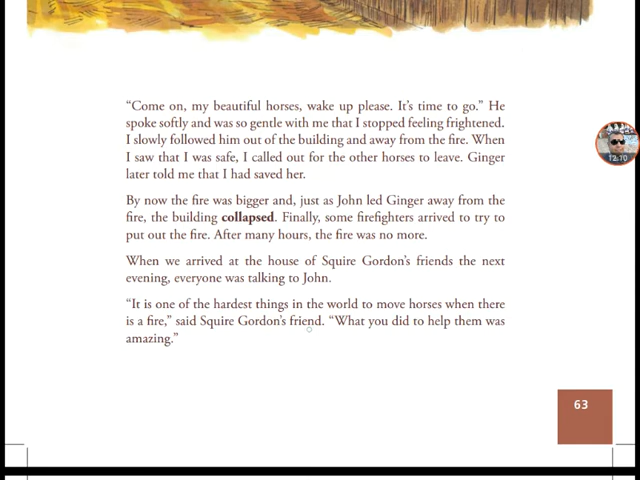 “Come on, my beautiful horses, wake up please. It’s time to go.” He
spoke softly and was so gentle with me that I stopped feeling frightened.
I slowly followed him out of the building and away from the fire. When
I saw that I was safe, I called out for the other horses to leave. Ginger
later told me that I had saved her.
By now the fire was bigger and, just as John led Ginger away from the
fire, the building collapsed. Finally, some firefighters arrived to try to
put out the fire. After many hours, the fire was no more.
When we arrived at the house of Squire Gordon’s friends the next
evening, everyone was talking to John.
“It is one of the hardest things in the world to move horses when there
is a fire,” said Squire Gordon’s friend. “What you did to help them was
amazing.”
63
12:10